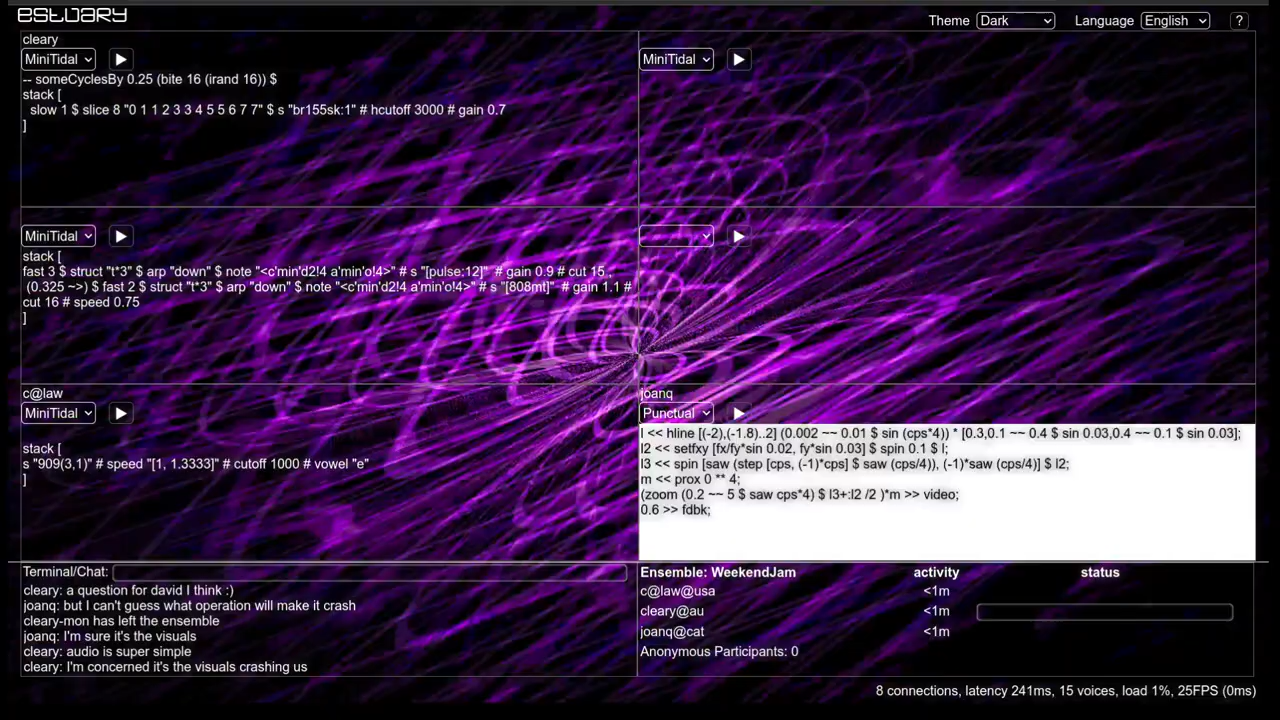 estuary
Theme Dark Language English ?
cleary
MiniTidal
-- someCyclesBy 0.25 (bite 16 (irand 16)) $
stack [
slow 1 $ slice 8 "0 1 1 2 3 3 4 5 5 6 7 7" $ s "br155sk:1" # hcutoff 3000 # gain 0.7
]
MiniTidal
MiniTidal
stack [
fast 3 $ struct "t*3" $ arp "down" $ note "<c'min'd2!4 a'min'o!4>" # s "[pulse:12]" # gain 0.9 # cut 15 ,
(0.325 ~>) $ fast 2 $ struct "t*3" $ arp "down" $ note "<c'min'd2!4 a'min'o!4>" # s "[808mt]" # gain 1.1 #
cut 16 # speed 0.75
]
c@law
MiniTidal
stack [
s "909(3,1)" # speed "[1, 1.3333]" # cutoff 1000 # vowel "e"
]
joanq
Punctual
l << hline [(-2),(-1.8)..2] (0.002 ~~ 0.01 $ sin (cps*4)) * [0.3,0.1 ~~ 0.4 $ sin 0.03,0.4 ~~ 0.1 $ sin 0.03];
l2 << setfxy [fx/fy*sin 0.02, fy*sin 0.03] $ spin 0.1 $ l;
l3 << spin [saw (step [cps, (-1)*cps] $ saw (cps/4)), (-1)*saw (cps/4)] $ l2;
m << prox 0 ** 4;
(zoom (0.2 ~~ 5 $ saw cps*4) $ l3+:l2 /2 )*m >> video;
0.6 >> fdbk;
Terminal/Chat:
cleary: a question for david I think :)
joanq: but I can't guess what operation will make it crash
cleary-mon has left the ensemble
joanq: I'm sure it's the visuals
cleary: audio is super simple
cleary: I'm concerned it's the visuals crashing us
Ensemble: WeekendJam activity status
c@law@usa <1m
cleary@au <1m
joanq@cat <1m
Anonymous Participants: 0
8 connections, latency 241ms, 15 voices, load 1%, 25FPS (0ms)